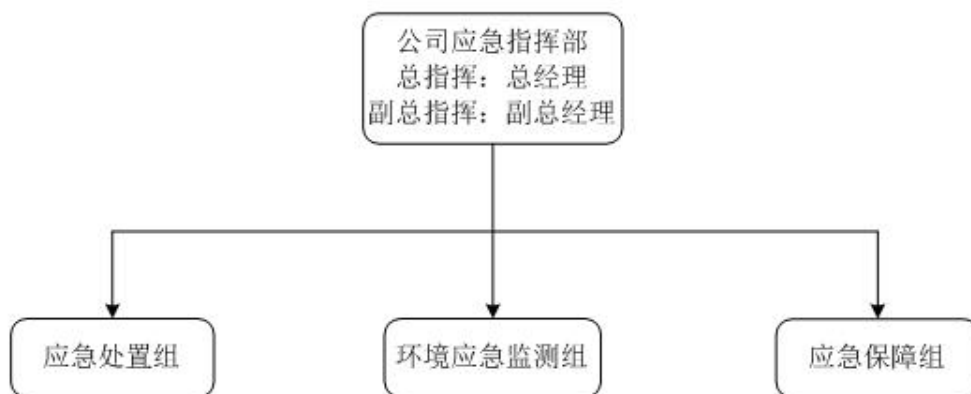 公司应急指挥部
总指挥：总经理
副总指挥：副总经理
应急处置组
环境应急监测组
应急保障组